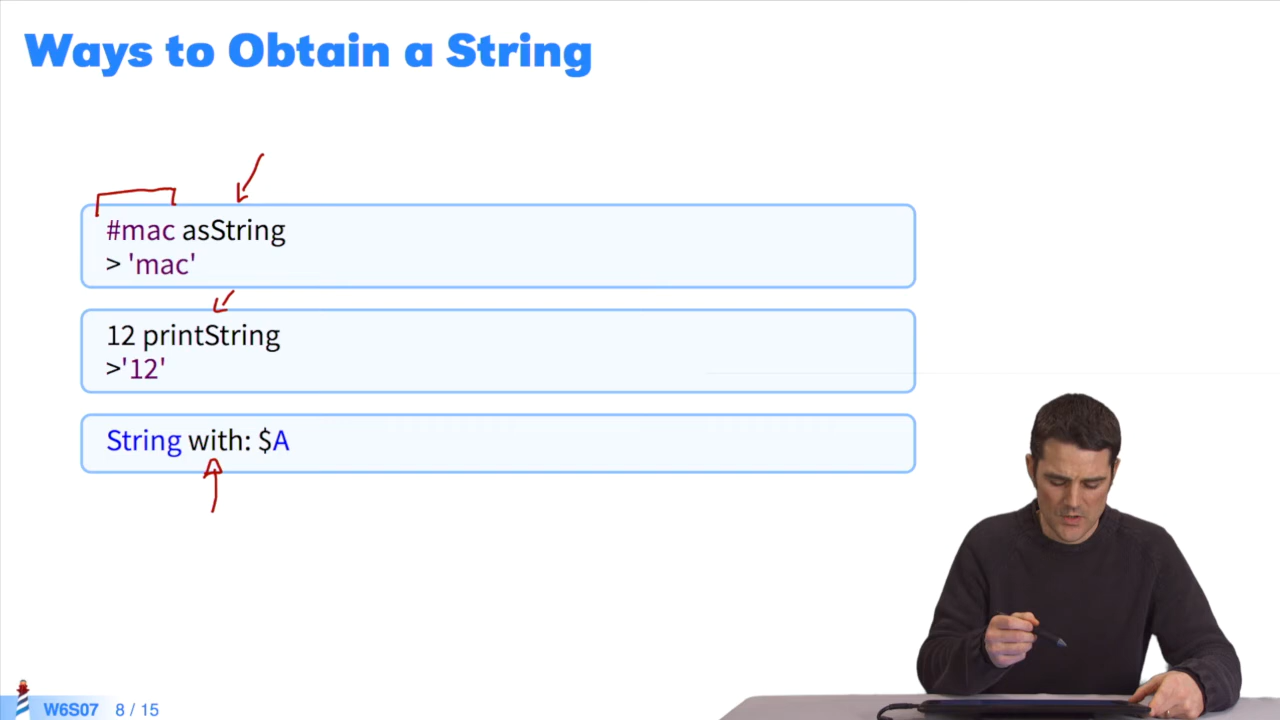 Ways to Obtain a String
#mac asString
> 'mac'
12 printString
>'12'
String with: $A
W6S07 8 / 15